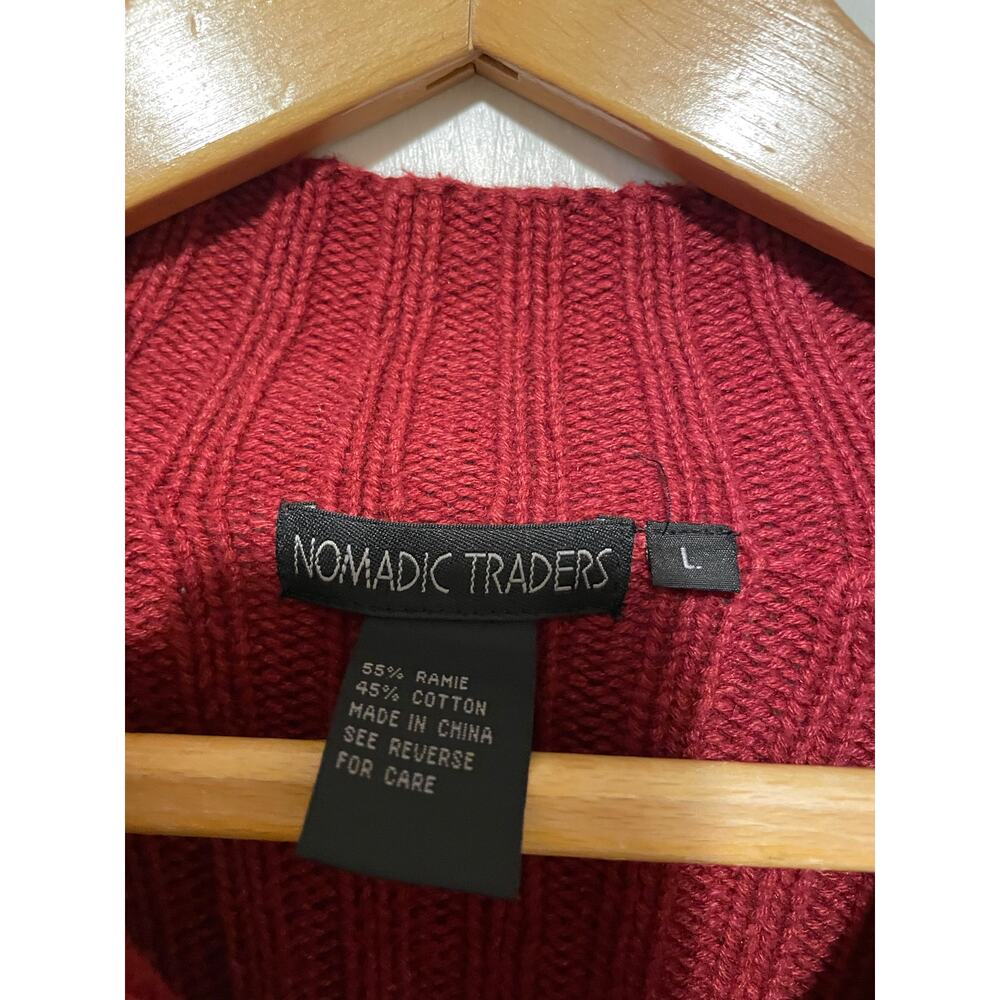 NOMADIC TRADERS
L
55% RAMIE
45% COTTON
MADE IN CHINA
SEE REVERSE
FOR CARE